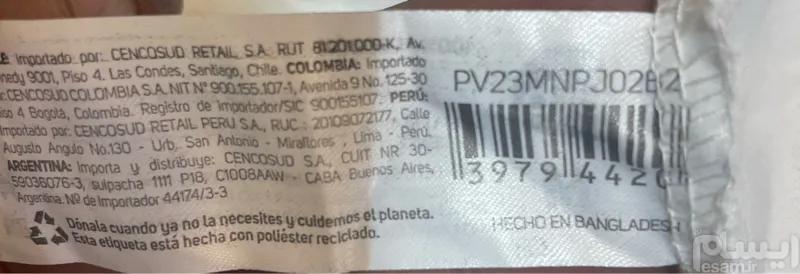 E Importado por: CENCOSUD RETAIL, S.A. RUT 81.201.000-K, Av.
nedy 9001, Piso 4. Las Condes, Santiago, Chile. COLOMBIA: Importado
r: CENCOSUD COLOMBIA S.A. NIT N° 900.155.107-1, Avenida 9 No. 125-30
iso 4 Bogotá, Colombia. Registro de Importador/SIC 900155107. PERÚ:
Importado por: CENCOSUD RETAIL PERU S.A., RUC : 20109072177, Calle
Augusto Angulo No.130 - Urb, San Antonio - Miraflores , Lima - Perú,
ARGENTINA: Importa y distribuye: CENCOSUD S.A., CUIT NR 30-
59036076-3, suipacha 1111 P18, C1008AAW - CABA Buenos Aires,
Argentina. Nº de Importador 44174/3-3
Dónala cuando ya no la necesites y cuidemos el planeta.
Esta etiqueta está hecha con poliéster reciclado.
PV23MNPJ02
3979 442
HECHO EN BANGLADESH
ایسام
esam.ir